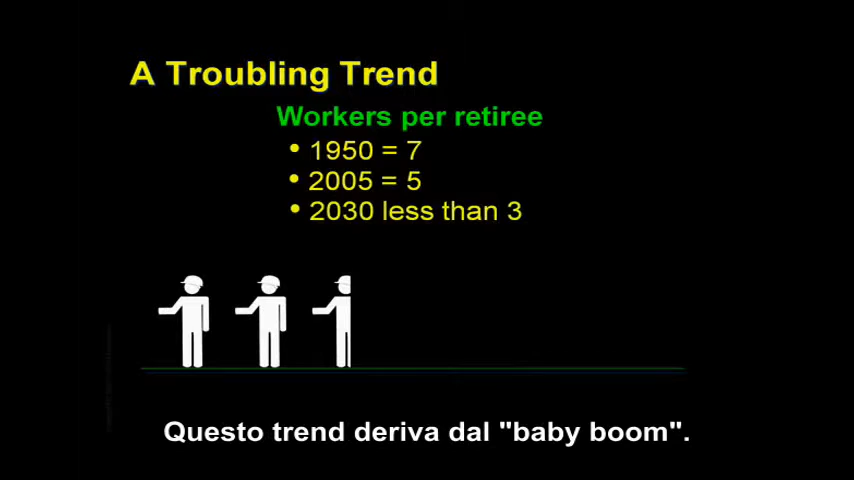 A Troubling Trend
Workers per retiree
• 1950 = 7
• 2005 = 5
• 2030 less than 3
Questo trend deriva dal "baby boom".